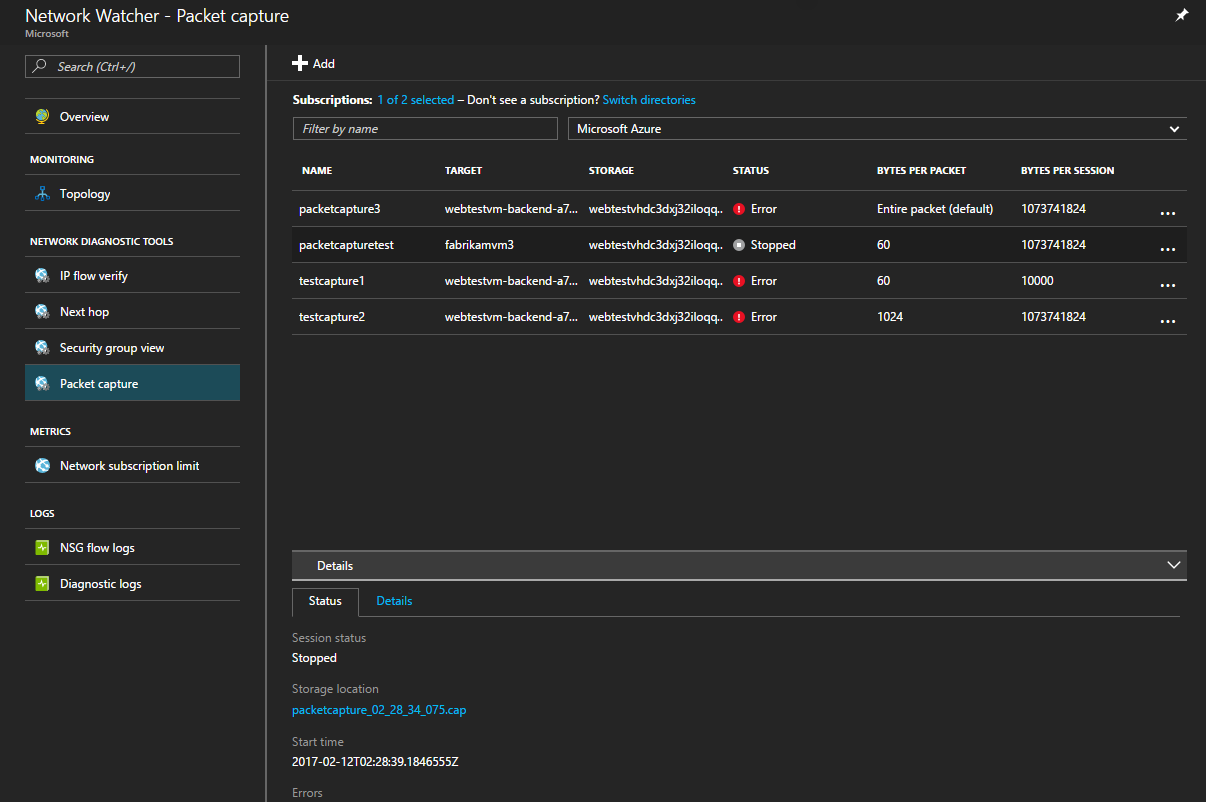 Network Watcher - Packet capture
Microsoft
Search (Ctrl+/)
Overview
MONITORING
Topology
NETWORK DIAGNOSTIC TOOLS
IP flow verify
Next hop
Security group view
Packet capture
METRICS
Network subscription limit
LOGS
NSG flow logs
Diagnostic logs
Add
Subscriptions: 1 of 2 selected – Don't see a subscription? Switch directories
Filter by name Microsoft Azure
NAME TARGET STORAGE STATUS BYTES PER PACKET BYTES PER SESSION
packetcapture3 webtestvm-backend-a7... webtestvhdc3dxj32iloqq.. Error Entire packet (default) 1073741824 ...
packetcapturetest fabrikamvm3 webtestvhdc3dxj32iloqq.. Stopped 60 1073741824 ...
testcapture1 webtestvm-backend-a7... webtestvhdc3dxj32iloqq.. Error 60 10000 ...
testcapture2 webtestvm-backend-a7... webtestvhdc3dxj32iloqq.. Error 1024 1073741824 ...
Details
Status Details
Session status
Stopped
Storage location
packetcapture_02_28_34_075.cap
Start time
2017-02-12T02:28:39.1846555Z
Errors